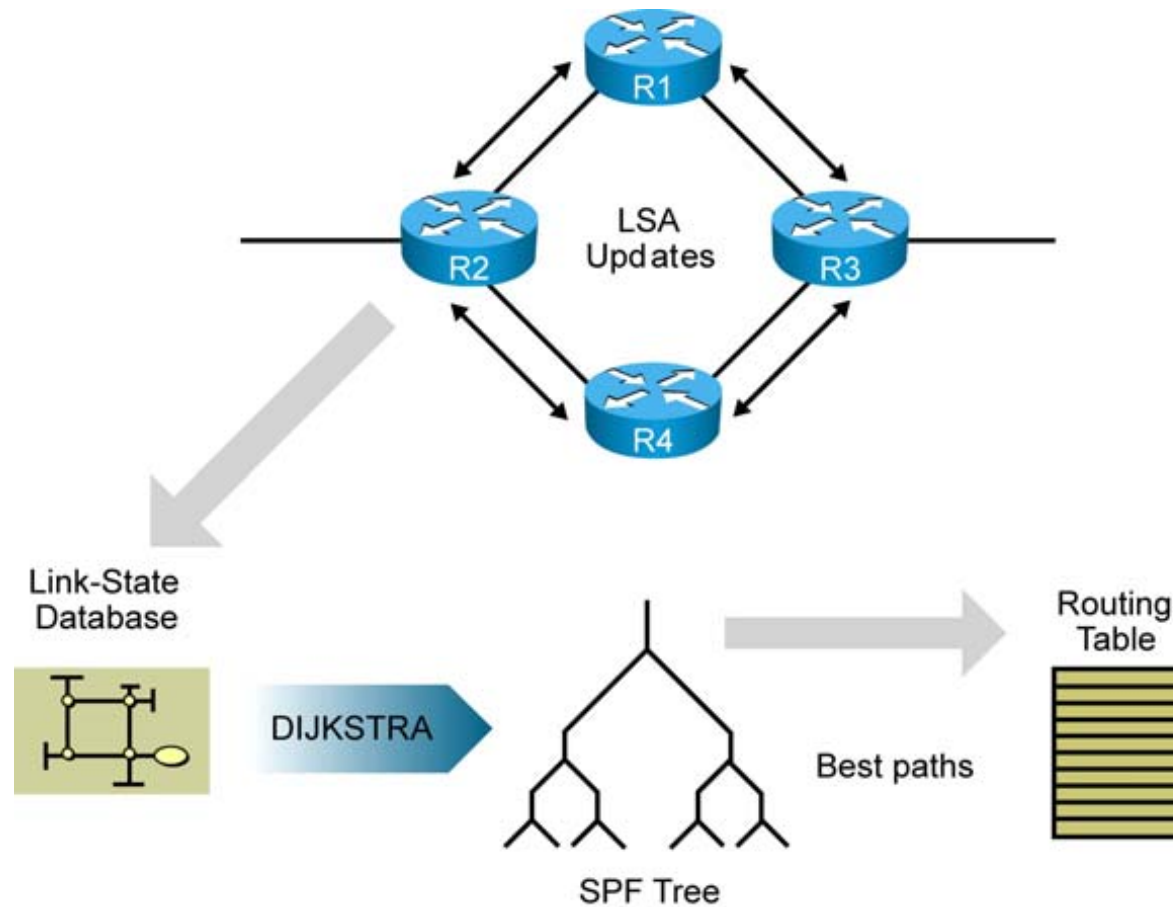 R1
LSA
Updates
R2
R3
R4
Link-State
Database
DIJKSTRA
Routing
Table
Best paths
SPF Tree